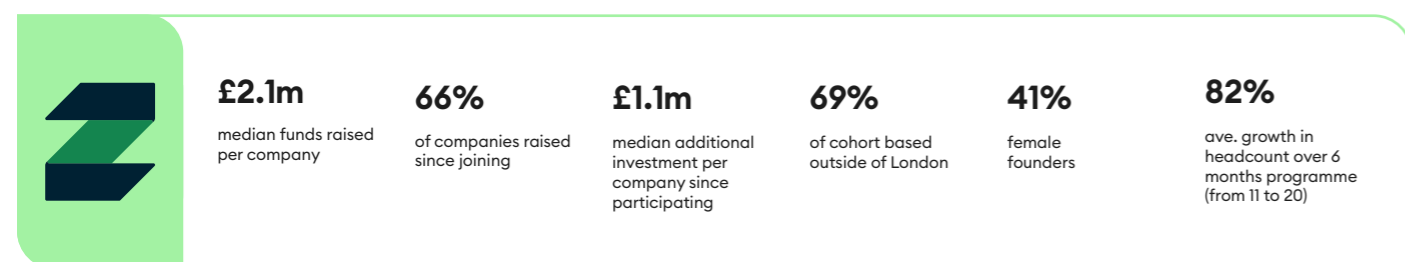 £2.1m
median funds raised
per company
66%
of companies raised
since joining
£1.1m
median additional
investment per
company since
participating
69%
of cohort based
outside of London
41%
female
founders
82%
ave. growth in
headcount over 6
months programme
(from 11 to 20)